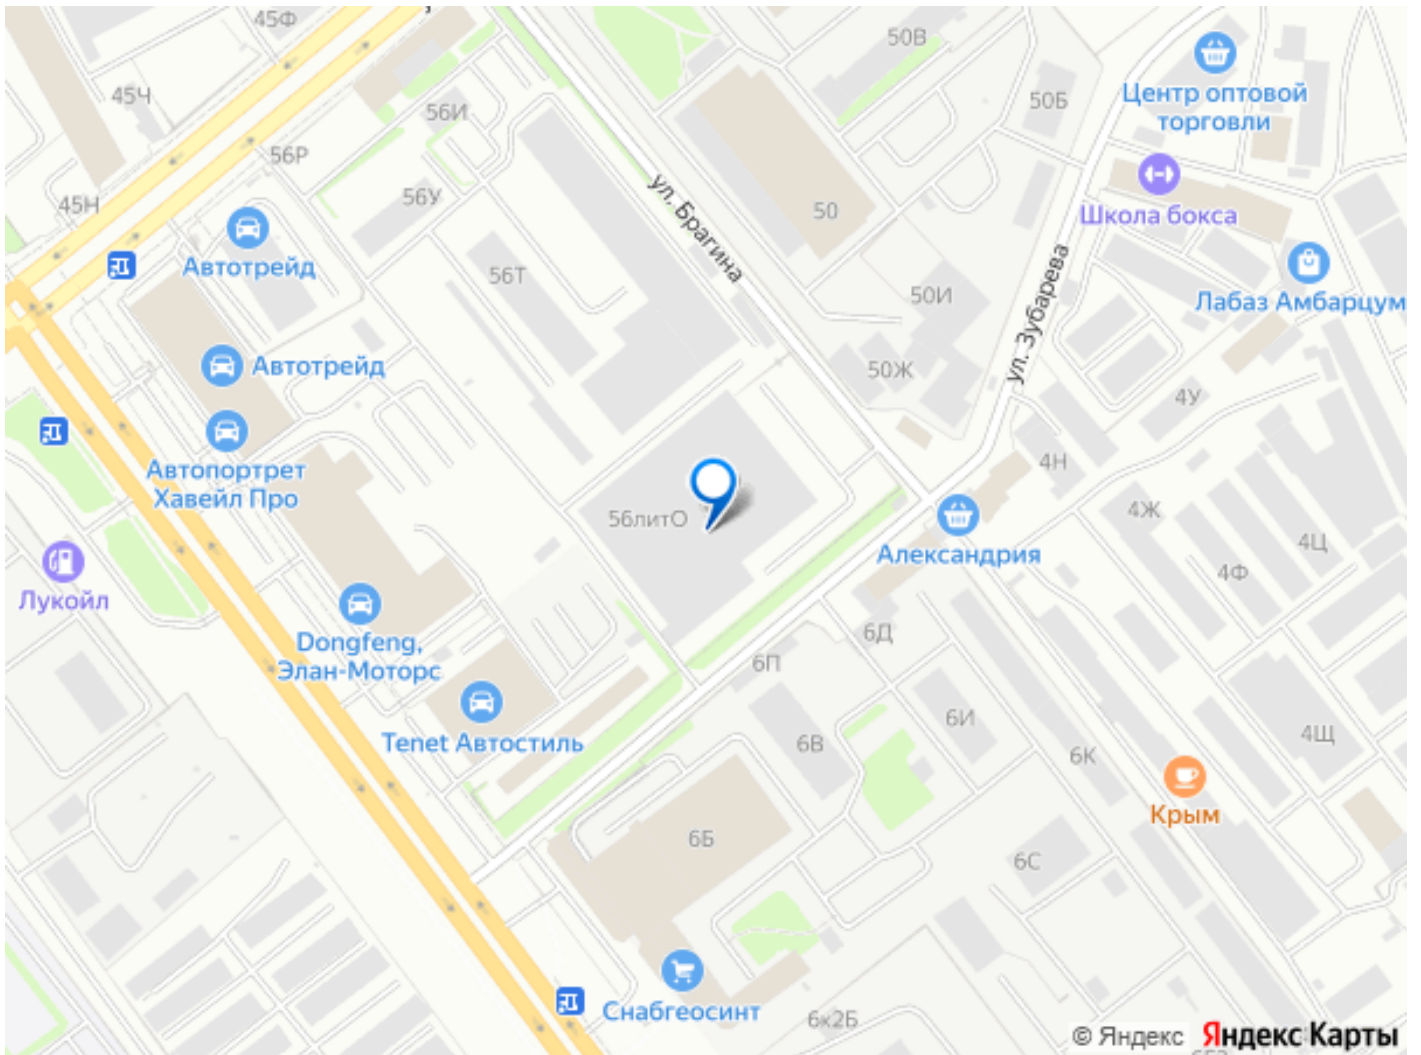 45Ф
50В
45Ч
56И
50Б
Центр оптовой
торговли
56Р
ул. Брагина
56У
45Н
50
Школа бокса
Автотрейд
56Т
50И
ул. Зубарева
Лабаз Амбарцум
Автотрейд
50Ж
4У
Автопортрет
Хавейл Про
4Н
56литО
4Ж
Александрия
4Ц
4Ф
Лукойл
Dongfeng,
Элан-Моторс
6Д
6П
6И
Tenet Автостиль
6В
4Щ
6К
Крым
6Б
6С
Снабгеосинт
6к2Б
© Яндекс Яндекс Карты